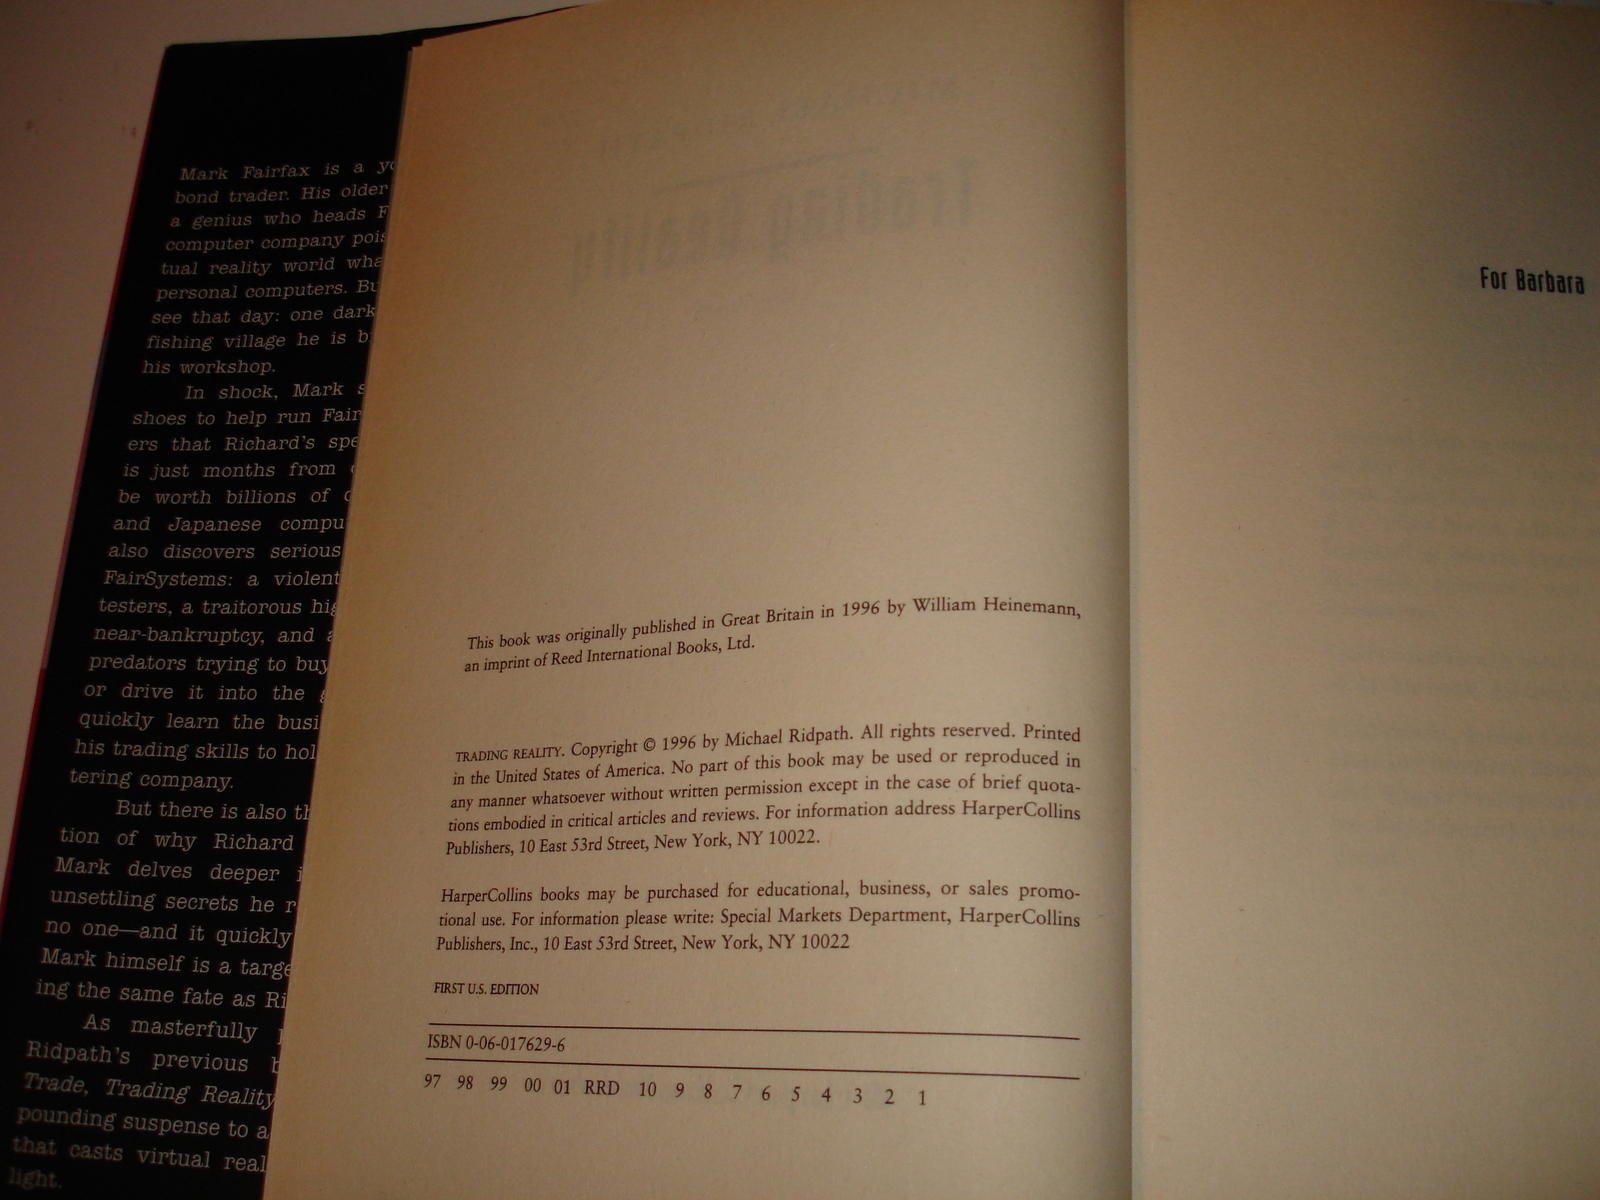 Mark Fairfax is a
bond trader. His older
a genius who heads
computer company
tual reality world
personal computers.
see that day: one dark
fishing village he is
his workshop.
In shock, Mark
shoes to help run
ers that Richard's
is just months from
be worth billions of
and Japanese
also discovers serious
FairSystems: a violent
testers, a traitorous
near-bankruptcy, and
predators trying to buy
or drive it into the
quickly learn the
his trading skills to
tering company.
But there is also
tion of why Richard
Mark delves deeper
unsettling secrets he
no one—and it quickly
Mark himself is a
ing the same fate as
As masterfully
Ridpath's previous
Trade, Trading Reality
pounding suspense to a
that casts virtual
light.
Trading Reality
This book was originally published in Great Britain in 1996 by William Heinemann,
an imprint of Reed International Books, Ltd.
TRADING REALITY. Copyright © 1996 by Michael Ridpath. All rights reserved. Printed
in the United States of America. No part of this book may be used or reproduced in
any manner whatsoever without written permission except in the case of brief quota-
tions embodied in critical articles and reviews. For information address HarperCollins
Publishers, 10 East 53rd Street, New York, NY 10022.
HarperCollins books may be purchased for educational, business, or sales promo-
tional use. For information please write: Special Markets Department, HarperCollins
Publishers, Inc., 10 East 53rd Street, New York, NY 10022
FIRST U.S. EDITION
ISBN 0-06-017629-6
97 98 99 00 01 RRD 10 9 8 7 6 5 4 3 2 1
For Barbara